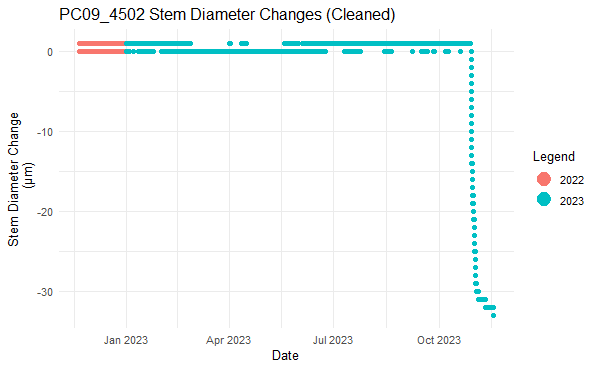 PC09_4502 Stem Diameter Changes (Cleaned)
0
-10
-20
-30
Stem Diameter Change
(µm)
Jan 2023
Apr 2023
Jul 2023
Oct 2023
Date
Legend
2022
2023